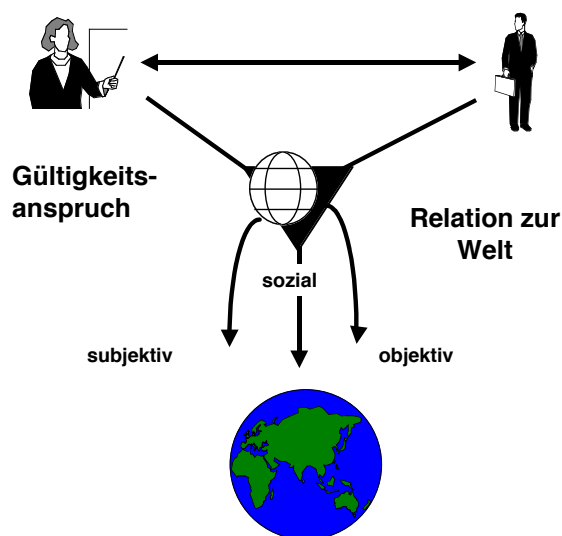 Gültigkeits-
anspruch
Relation zur
Welt
sozial
subjektiv
objektiv